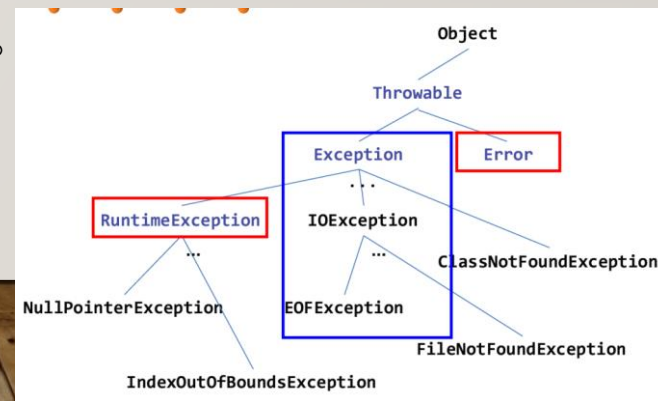 Object
Throwable
Exception Error
...
RuntimeException IOException
... ...
ClassNotFoundException
NullPointerException EOFException
FileNotFoundException
IndexOutOfBoundsException